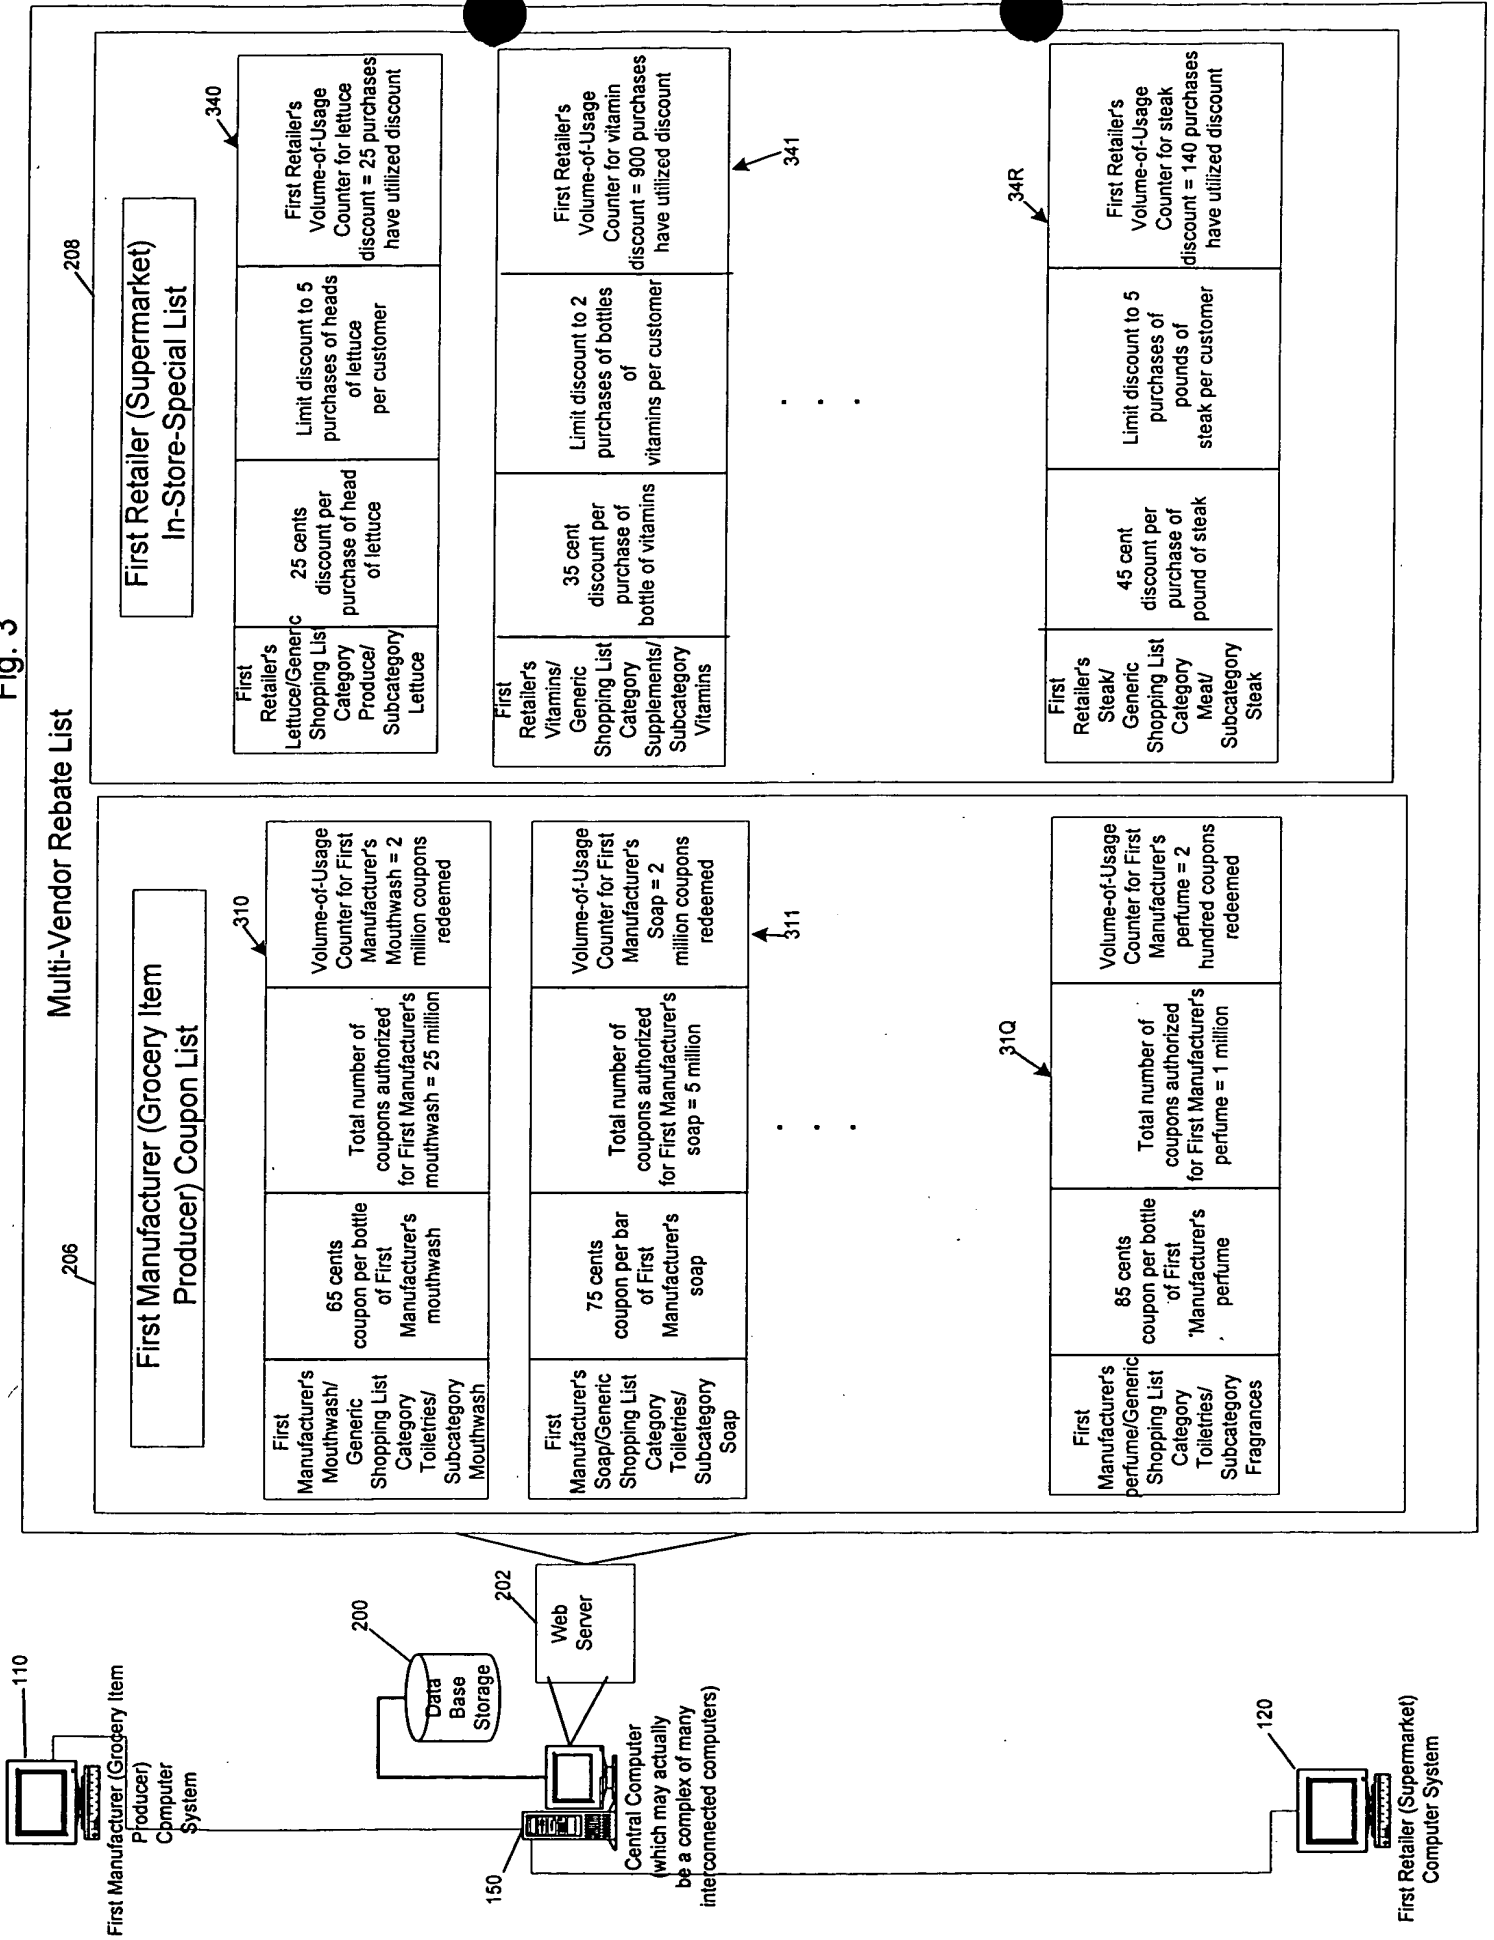 Fig. 3
Multi-Vendor Rebate List
110
First Manufacturer (Grocery Item
Producer)
Computer
System
200
Data
Base
Storage
202
Web
Server
150
Central Computer
(which may actually
be a complex of many
interconnected computers)
120
First Retailer (Supermarket)
Computer System
206
First Manufacturer (Grocery Item
Producer) Coupon List
310
First
Manufacturer's
Mouthwash/
Generic
Shopping List
Category
Toiletries/
Subcategory
Mouthwash
65 cents
coupon per bottle
of First
Manufacturer's
mouthwash
Total number of
coupons authorized
for First Manufacturer's
mouthwash = 25 million
Volume-of-Usage
Counter for First
Manufacturer's
Mouthwash = 2
million coupons
redeemed
311
First
Manufacturer's
Soap/Generic
Shopping List
Category
Toiletries/
Subcategory
Soap
75 cents
coupon per bar
of First
Manufacturer's
soap
Total number of
coupons authorized
for First Manufacturer's
soap = 5 million
Volume-of-Usage
Counter for First
Manufacturer's
Soap = 2
million coupons
redeemed
. . .
31Q
First
Manufacturer's
perfume/Generic
Shopping List
Category
Toiletries/
Subcategory
Fragrances
85 cents
coupon per bottle
of First
Manufacturer's
perfume
Total number of
coupons authorized
for First Manufacturer's
perfume = 1 million
Volume-of-Usage
Counter for First
Manufacturer's
perfume = 2
hundred coupons
redeemed
208
First Retailer (Supermarket)
In-Store-Special List
340
First
Retailer's
Lettuce/Generic
Shopping List
Category
Produce/
Subcategory
Lettuce
25 cents
discount per
purchase of head
of lettuce
Limit discount to 5
purchases of heads
of lettuce
per customer
First Retailer's
Volume-of-Usage
Counter for lettuce
discount = 25 purchases
have utilized discount
341
First
Retailer's
Vitamins/
Generic
Shopping List
Category
Supplements/
Subcategory
Vitamins
35 cent
discount per
purchase of
bottle of vitamins
Limit discount to 2
purchases of bottles
of
vitamins per customer
First Retailer's
Volume-of-Usage
Counter for vitamin
discount = 900 purchases
have utilized discount
. . .
34R
First
Retailer's
Steak/
Generic
Shopping List
Category
Meat/
Subcategory
Steak
45 cent
discount per
purchase of
pound of steak
Limit discount to 5
purchases of
pounds of
steak per customer
First Retailer's
Volume-of-Usage
Counter for steak
discount = 140 purchases
have utilized discount